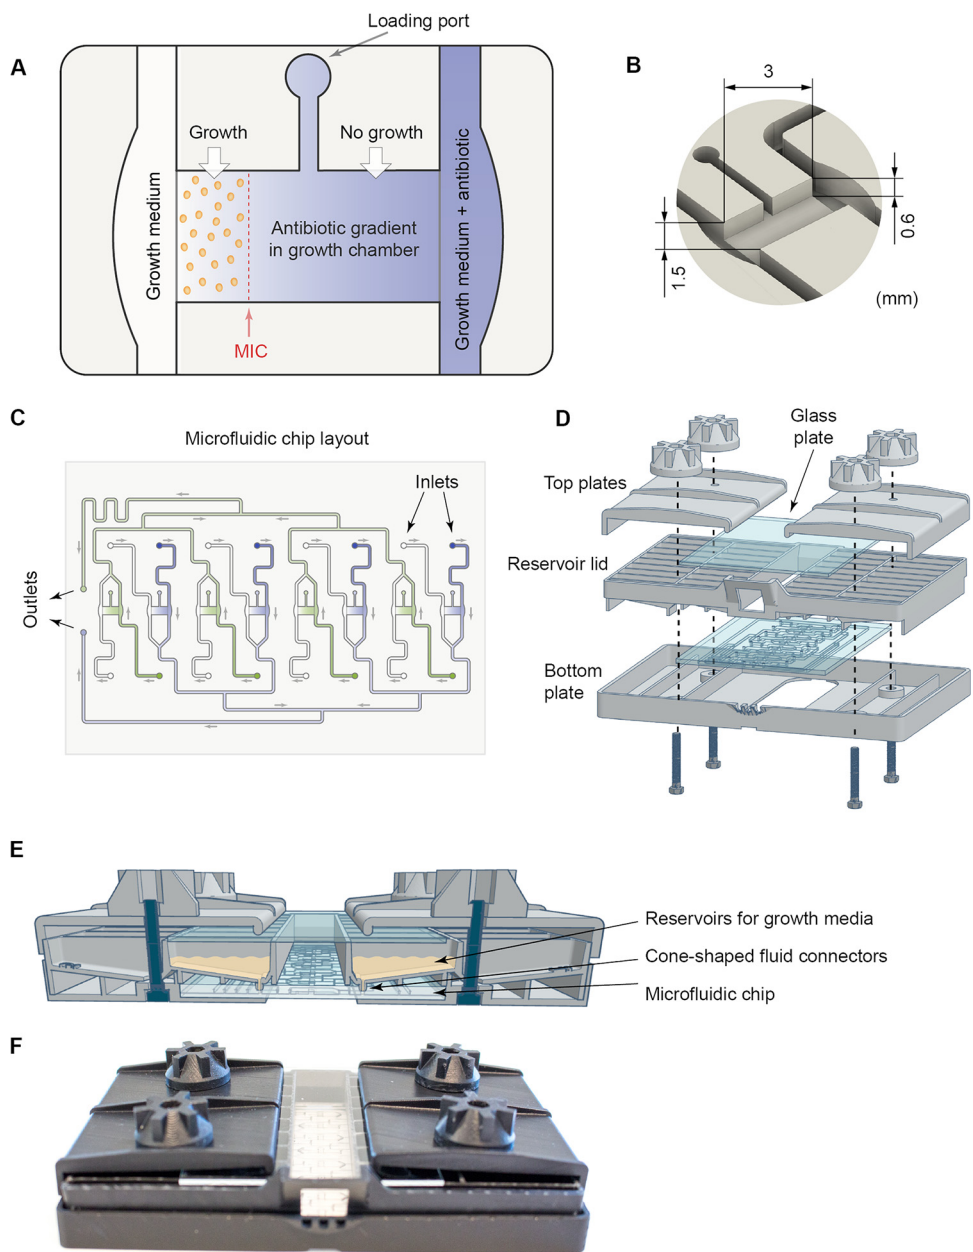 A
Loading port
Growth
No growth
Growth medium
Antibiotic gradient
in growth chamber
Growth medium + antibiotic
MIC
B
3
0.6
1.5
(mm)
C
Microfluidic chip layout
Inlets
Outlets
D
Glass
plate
Top plates
Reservoir lid
Bottom
plate
E
Reservoirs for growth media
Cone-shaped fluid connectors
Microfluidic chip
F